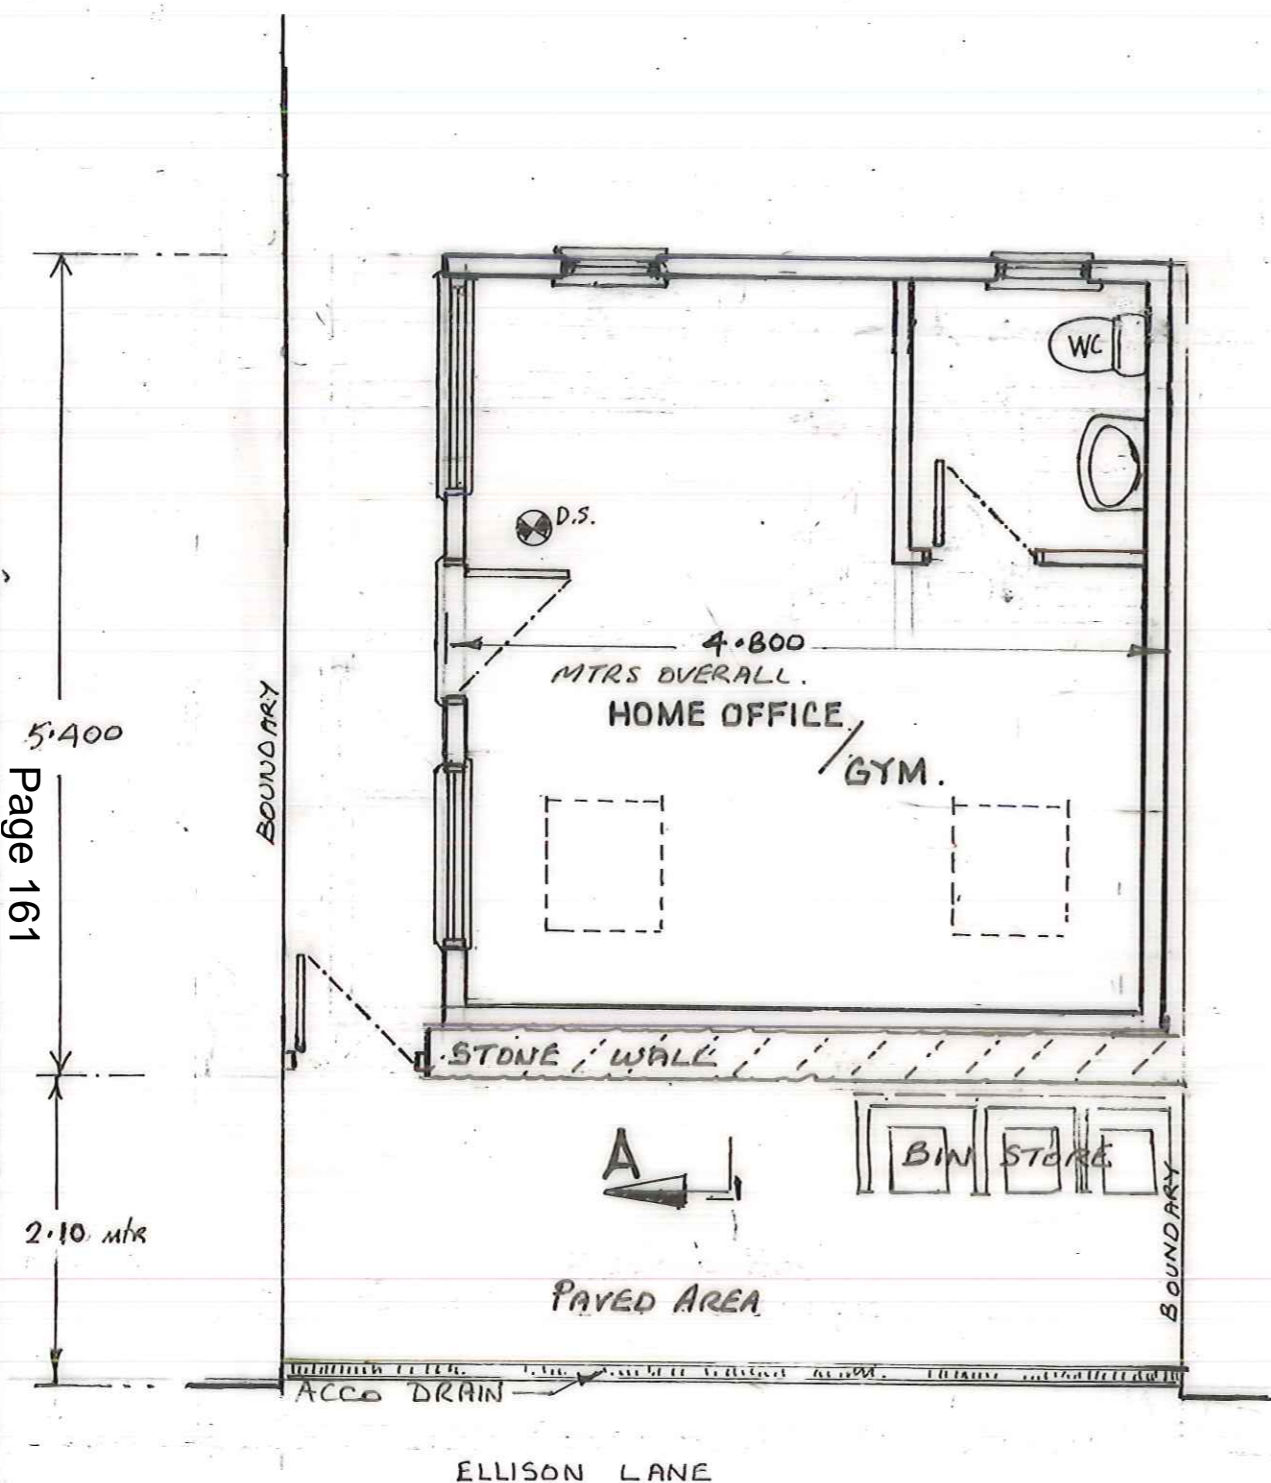 WC
D.S.
4.800
MTRS OVERALL.
HOME OFFICE/
GYM.
5.400
BOUNDARY
Page 161
STONE WALL
A
BIN STORE
2.10 mtr
BOUNDARY
PAVED AREA
ACCO DRAIN
ELLISON LANE